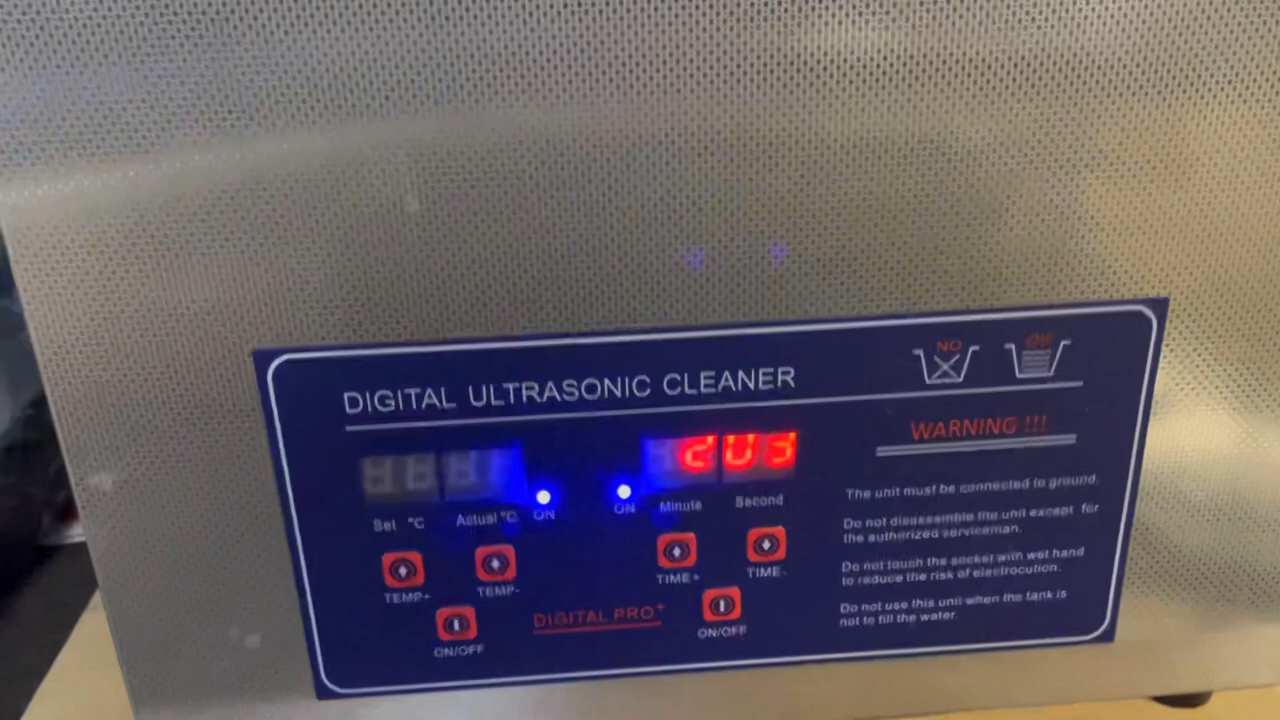 NO
OK
DIGITAL ULTRASONIC CLEANER
WARNING !!!
Set °C
Actual °C
ON
ON
Minute
Second
TEMP+
TEMP-
TIME+
TIME-
ON/OFF
DIGITAL PRO+
ON/OFF
The unit must be connected to ground.
Do not disassemble the unit except for
the authorized serviceman.
Do not touch the socket with wet hand
to reduce the risk of electrocution.
Do not use this unit when the tank is
not to fill the water.